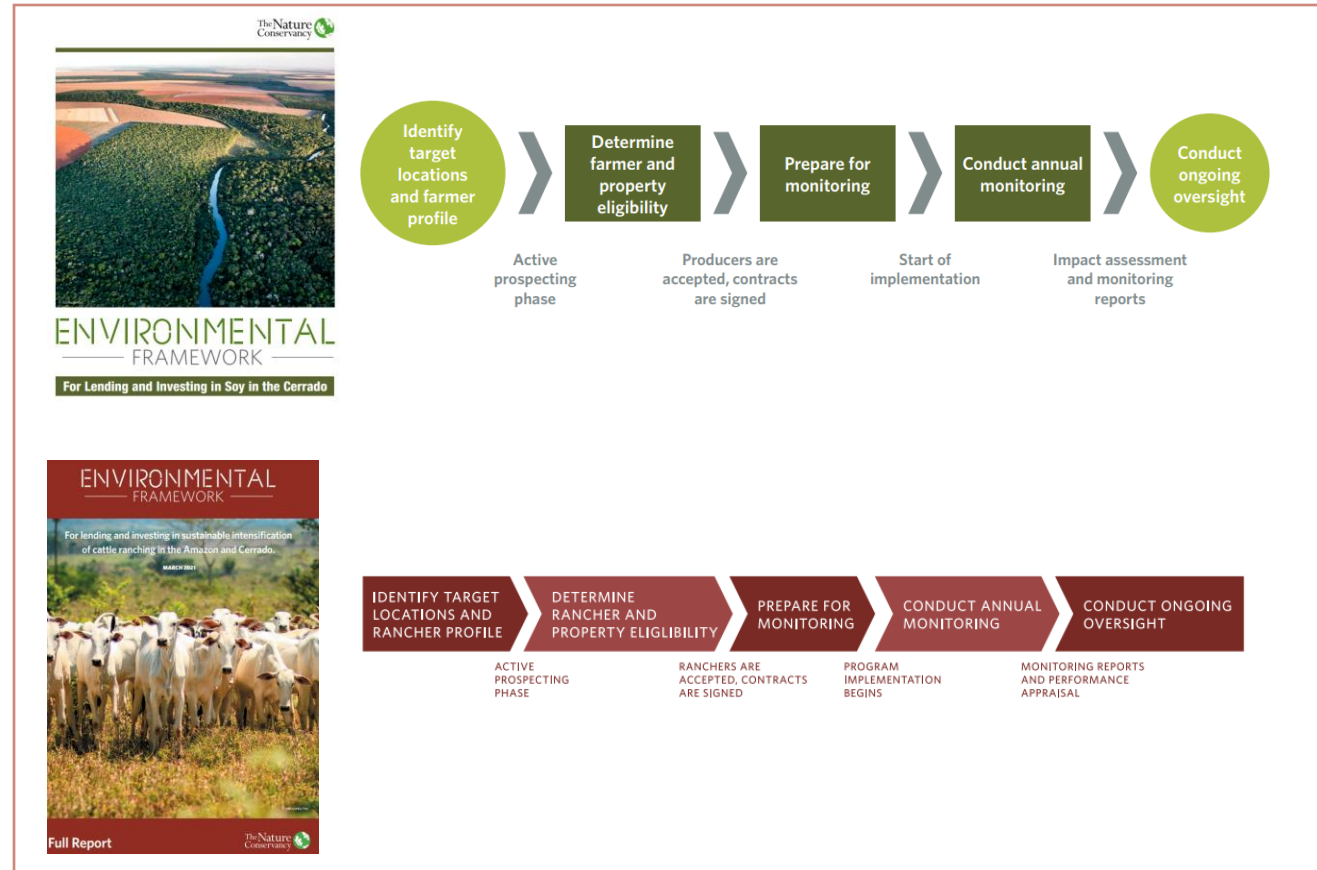 The Nature
Conservancy
ENVIRONMENTAL
FRAMEWORK
For Lending and Investing in Soy in the Cerrado
Identify
target
locations
and farmer
profile
Determine
farmer and
property
eligibility
Prepare for
monitoring
Conduct annual
monitoring
Conduct
ongoing
oversight
Active
prospecting
phase
Producers are
accepted, contracts
are signed
Start of
implementation
Impact assessment
and monitoring
reports
ENVIRONMENTAL
FRAMEWORK
For lending and investing in sustainable intensification
of cattle ranching in the Amazon and Cerrado.
MARCH 2021
Full Report
The Nature
Conservancy
IDENTIFY TARGET
LOCATIONS AND
RANCHER PROFILE
DETERMINE
RANCHER AND
PROPERTY ELIGLIBILITY
PREPARE FOR
MONITORING
CONDUCT ANNUAL
MONITORING
CONDUCT ONGOING
OVERSIGHT
ACTIVE
PROSPECTING
PHASE
RANCHERS ARE
ACCEPTED, CONTRACTS
ARE SIGNED
PROGRAM
IMPLEMENTATION
BEGINS
MONITORING REPORTS
AND PERFORMANCE
APPRAISAL